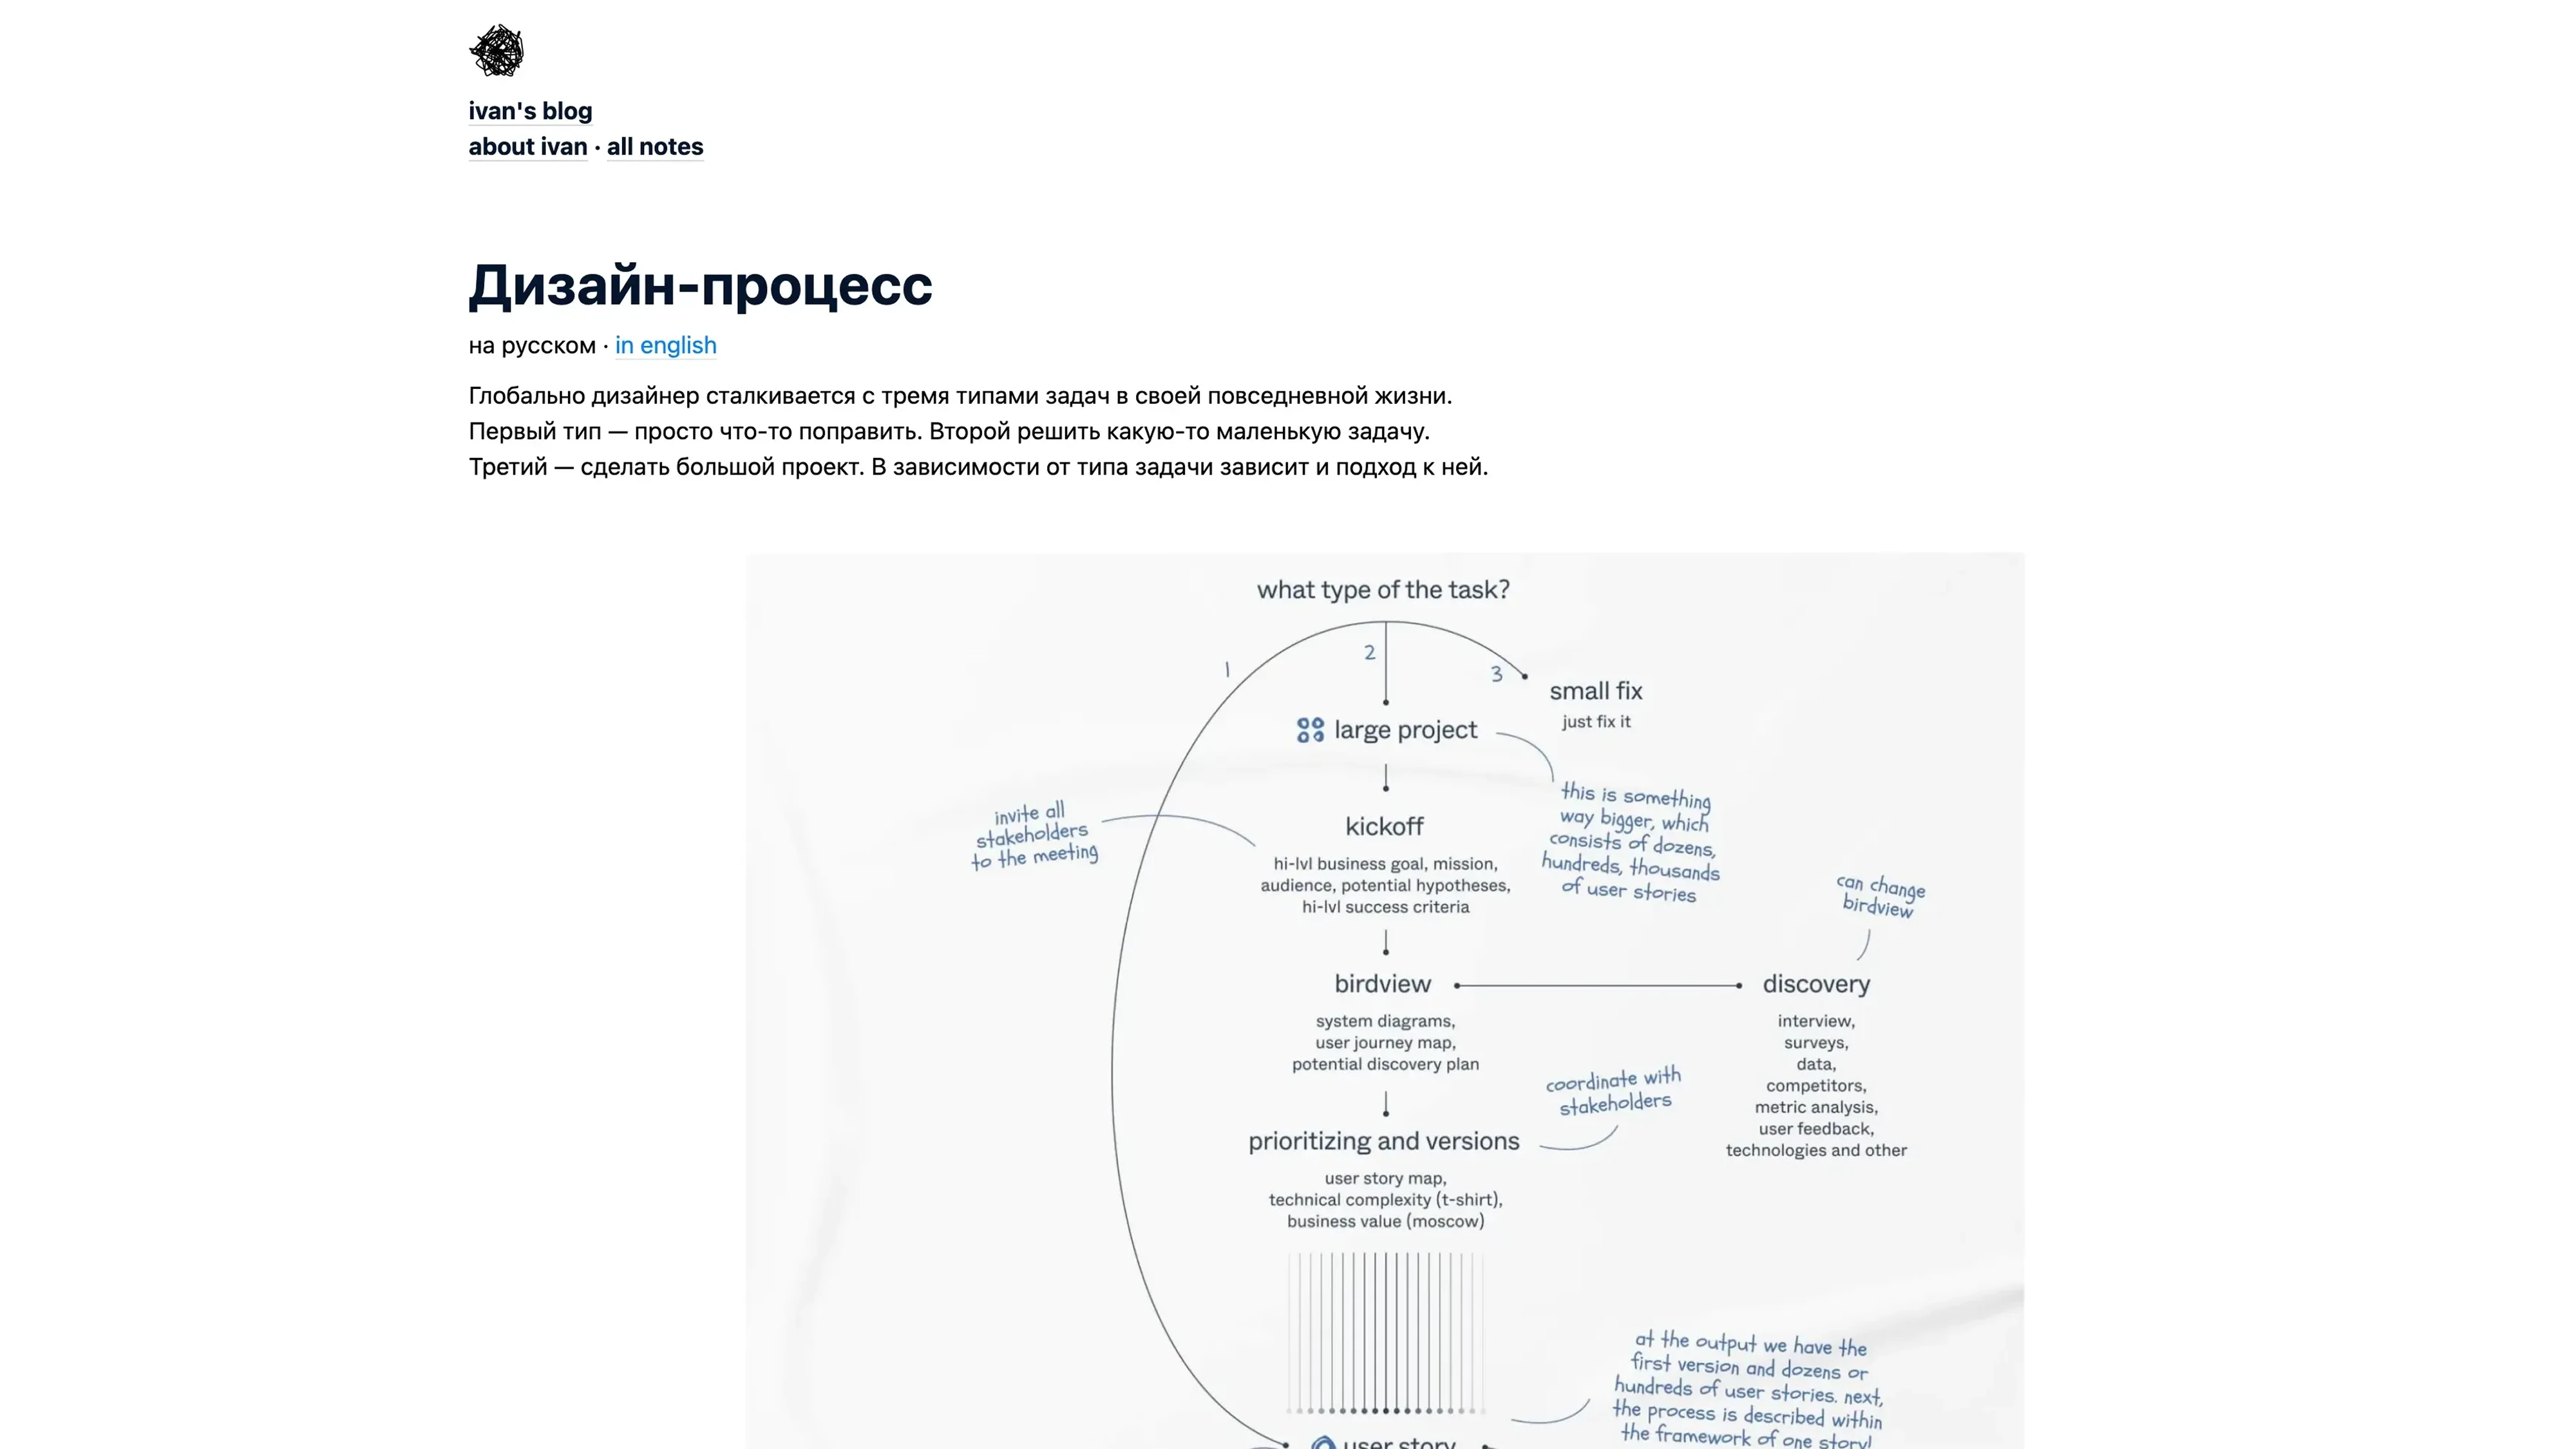 ivan's blog
about ivan · all notes
Дизайн-процесс
на русском · in english
Глобально дизайнер сталкивается с тремя типами задач в своей повседневной жизни.
Первый тип — просто что-то поправить. Второй решить какую-то маленькую задачу.
Третий — сделать большой проект. В зависимости от типа задачи зависит и подход к ней.
what type of the task?
1
2
3
small fix
just fix it
large project
this is something
way bigger, which
consists of dozens,
hundreds, thousands
of user stories
invite all
stakeholders
to the meeting
kickoff
hi-lvl business goal, mission,
audience, potential hypotheses,
hi-lvl success criteria
can change
birdview
birdview
system diagrams,
user journey map,
potential discovery plan
discovery
interview,
surveys,
data,
competitors,
metric analysis,
user feedback,
technologies and other
coordinate with
stakeholders
prioritizing and versions
user story map,
technical complexity (t-shirt),
business value (moscow)
at the output we have the
first version and dozens or
hundreds of user stories. next,
the process is described within
the framework of one story!
user story